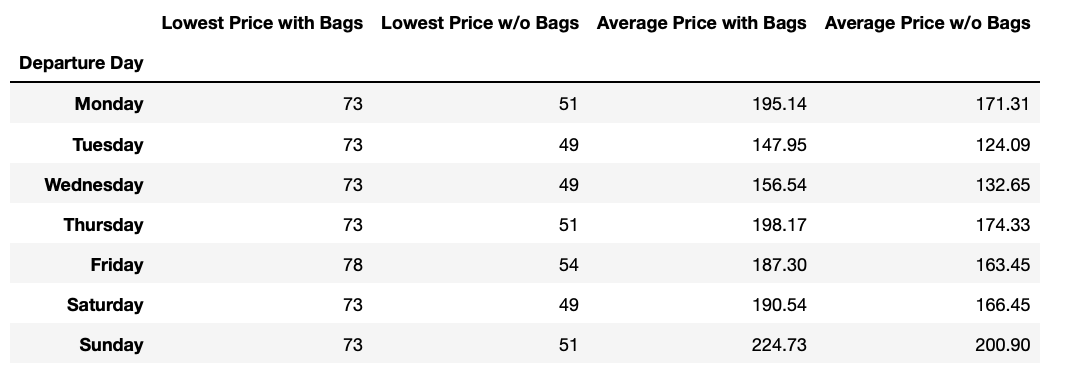 Lowest Price with Bags Lowest Price w/o Bags Average Price with Bags Average Price w/o Bags
Departure Day
Monday 73 51 195.14 171.31
Tuesday 73 49 147.95 124.09
Wednesday 73 49 156.54 132.65
Thursday 73 51 198.17 174.33
Friday 78 54 187.30 163.45
Saturday 73 49 190.54 166.45
Sunday 73 51 224.73 200.90